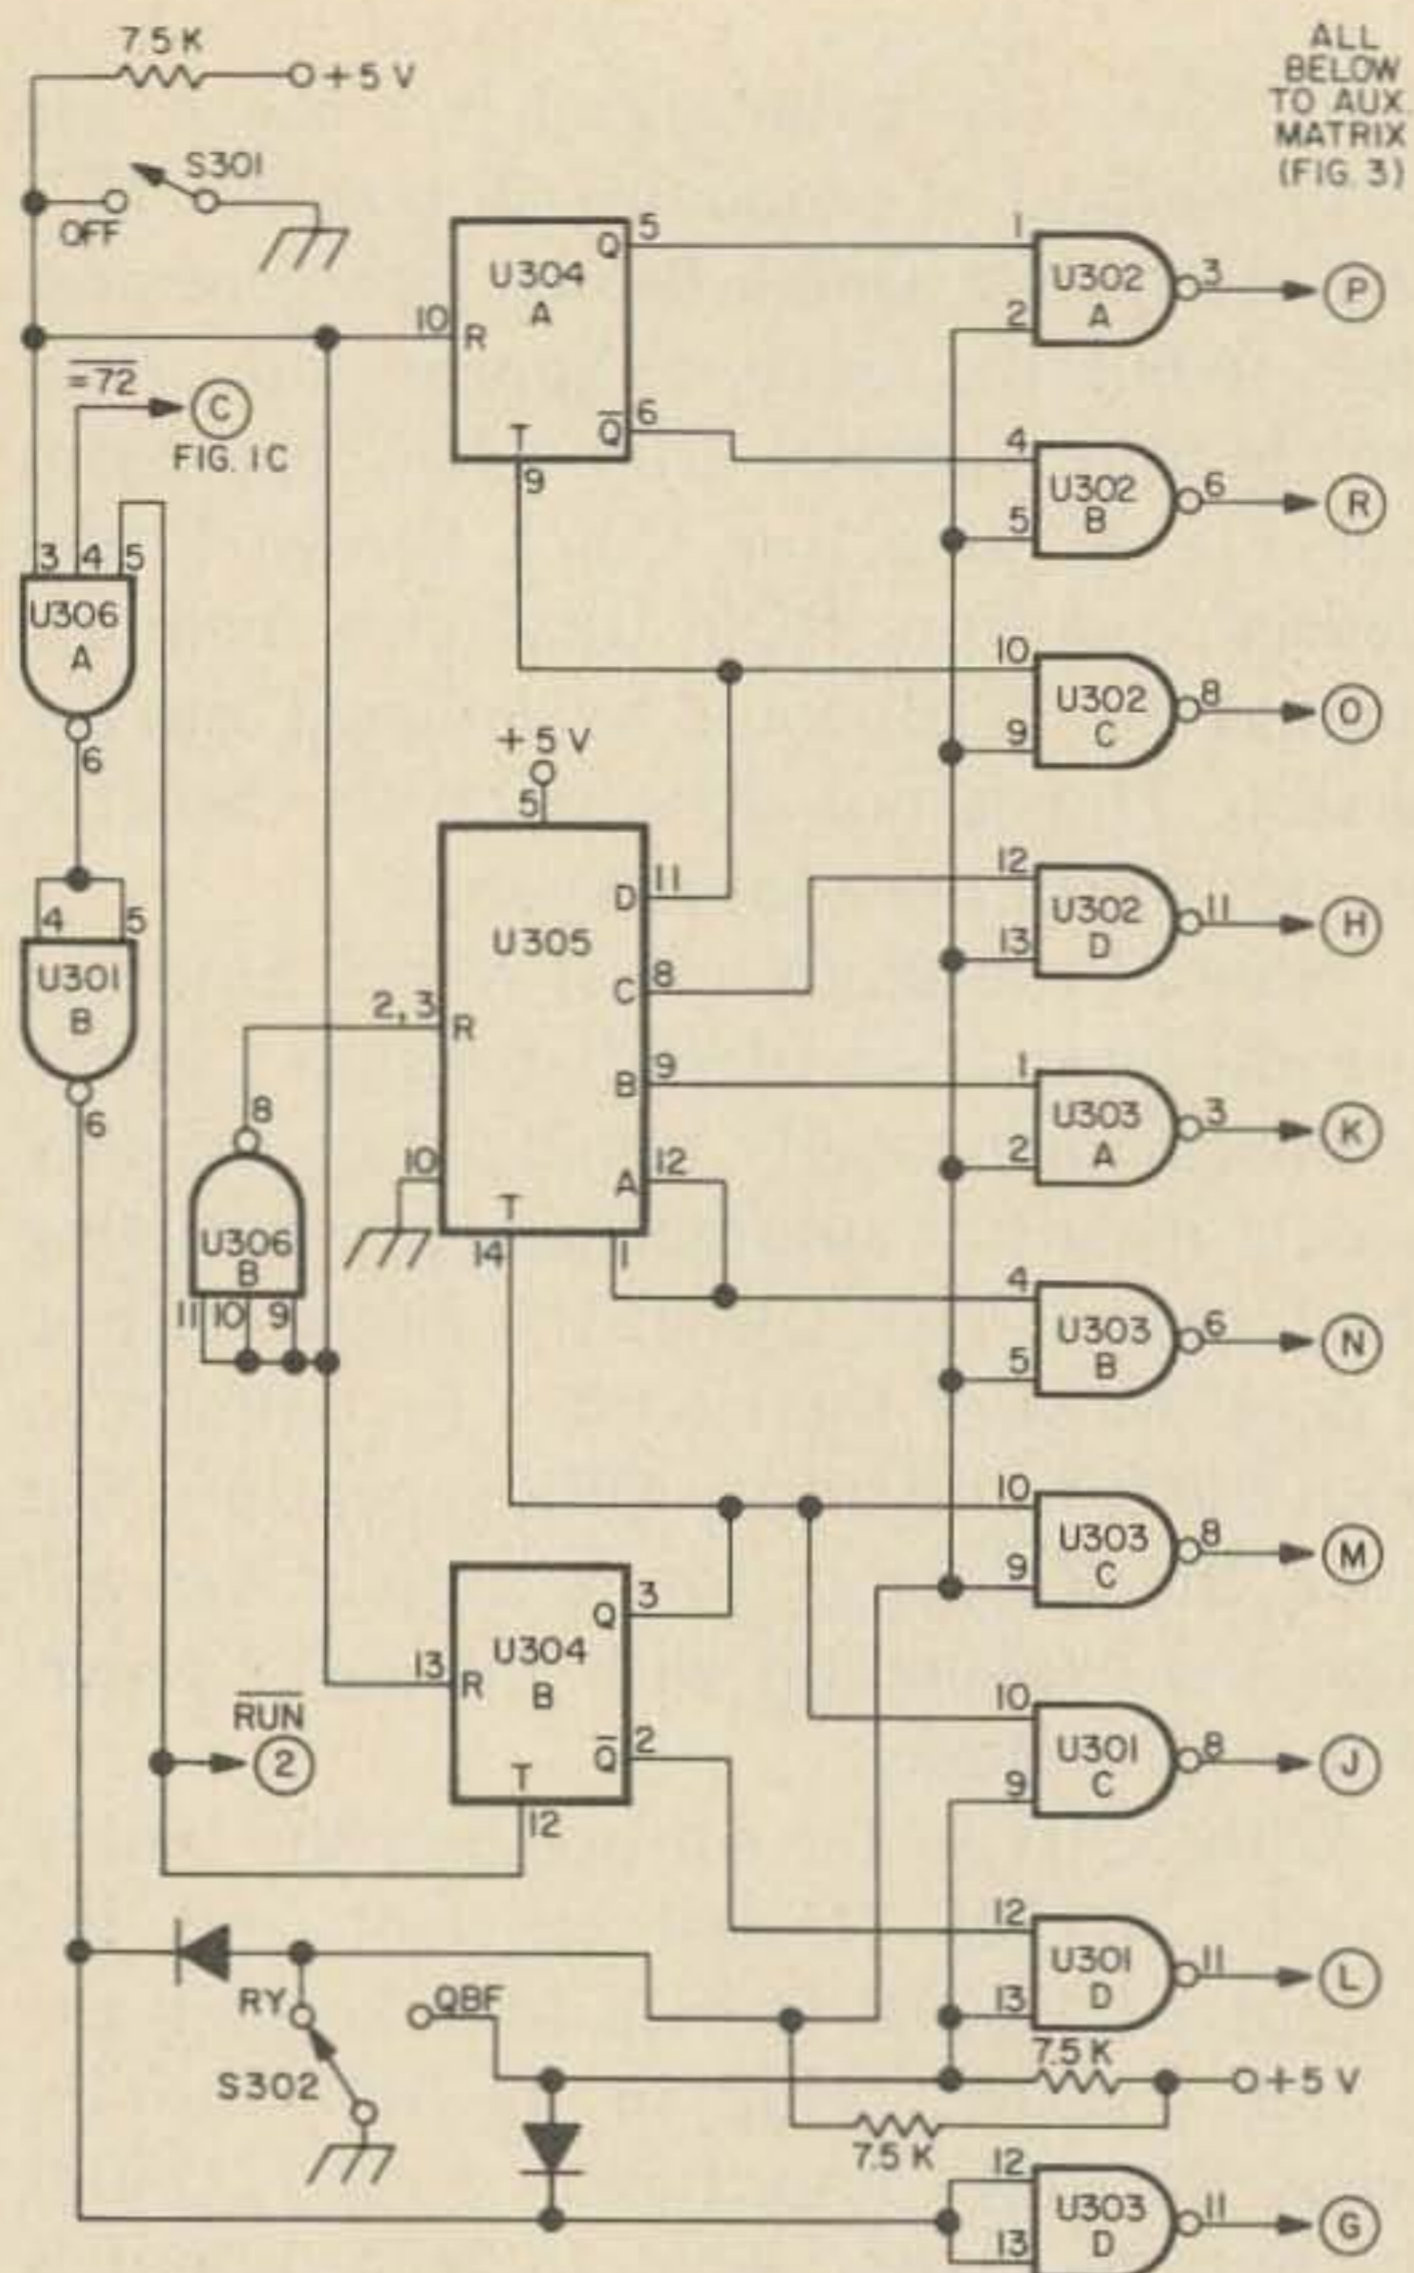 7.5 K
+5 V
ALL
BELOW
TO AUX.
MATRIX
(FIG. 3)
S301
OFF
10 R U304 A Q 5
T 9 Q 6
1 2 U302 A 3 P
=72
C
FIG. 1C
4 5 U302 B 6 R
3 4 5
U306
A
6
10 9 U302 C 8 O
+5 V
5
U305
D 11
C 8
B 9
A 12
2, 3 R
10
T
14
1
12 13 U302 D 11 H
4 5
U301
B
6
8
U306
B
11 10 9
1 2 U303 A 3 K
4 5 U303 B 6 N
10 9 U303 C 8 M
13 R U304 B Q 3
Q 2
T
12
RUN
2
10 9 U301 C 8 J
12 13 U301 D 11 L
RY
QBF
S302
7.5 K
+5 V
7.5 K
12 13 U303 D 11 G